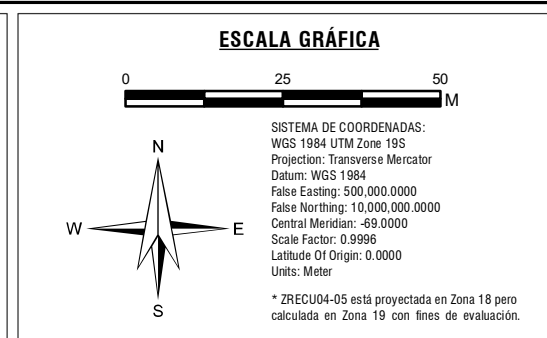 ESCALA GRÁFICA
0 25 50
M
SISTEMA DE COORDENADAS:
WGS 1984 UTM Zone 19S
Projection: Transverse Mercator
Datum: WGS 1984
False Easting: 500,000.0000
False Northing: 10,000,000.0000
Central Meridian: -69.0000
Scale Factor: 0.9996
Latitude Of Origin: 0.0000
Units: Meter
* ZRECU04-05 está proyectada en Zona 18 pero
calculada en Zona 19 con fines de evaluación.
N
W E
S